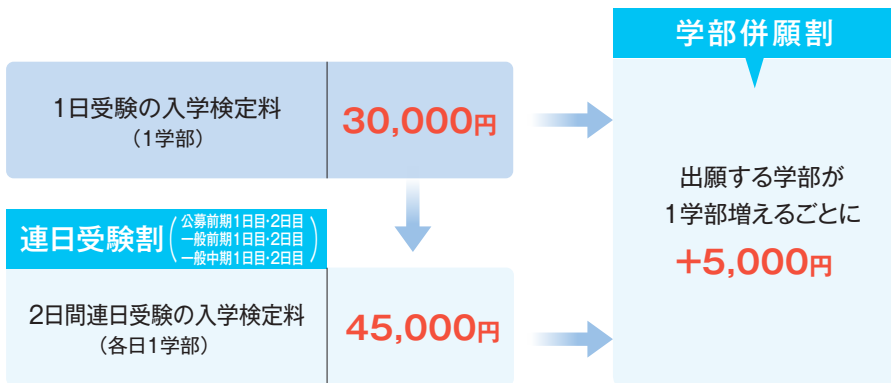 学部併願割
1日受験の入学検定料
（1学部）
30,000円
連日受験割
公募前期1日目・2日目
一般前期1日目・2日目
一般中期1日目・2日目
2日間連日受験の入学検定料
（各日1学部）
45,000円
出願する学部が
1学部増えるごとに
+5,000円